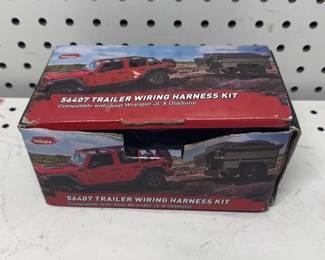 56407 TRAILER WIRING HARNESS KIT
Compatible with Jeep Wrangler JL & Gladiator
56407 TRAILER WIRING HARNESS KIT
Compatible with Jeep Wrangler JL & Gladiator